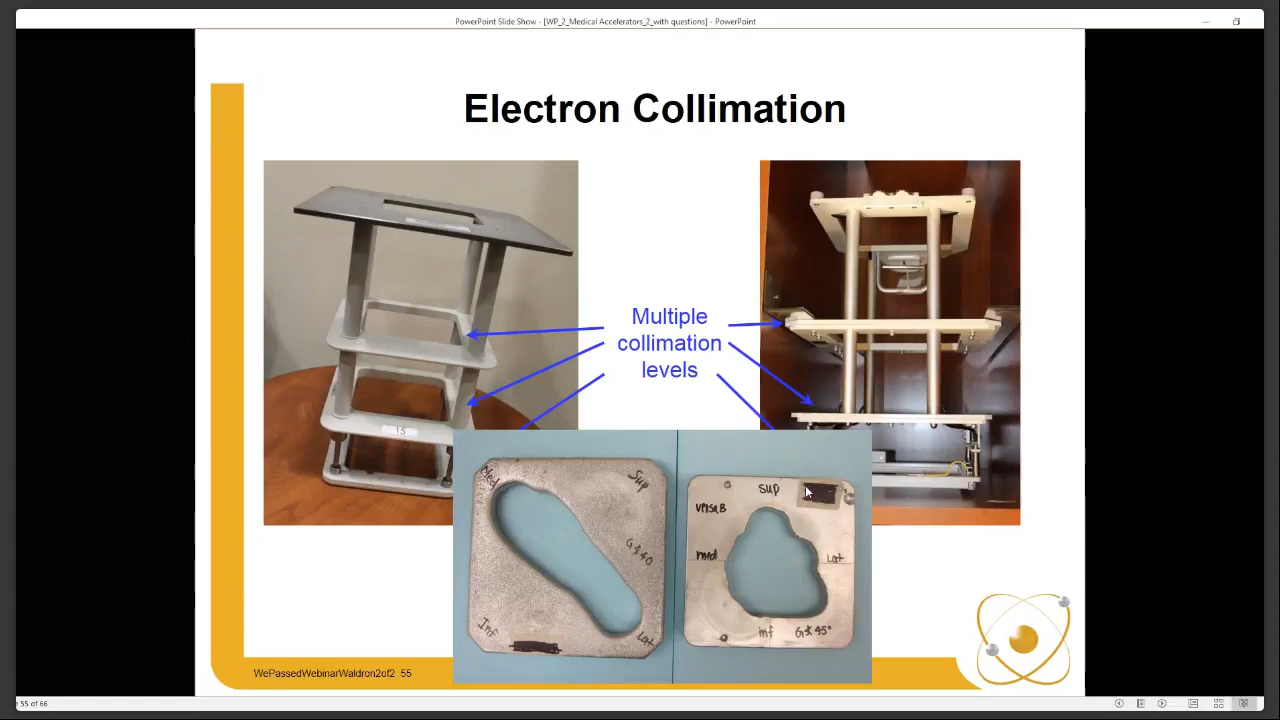 PowerPoint Slide Show - [WP_2_Medical Accelerators_2_with questions] - PowerPoint
Electron Collimation
Multiple
collimation
levels
15
Med
Sup
Inf
Lat
Sup
med
Lat
inf
WePassedWebinarWaldron2of2 55
55 of 66